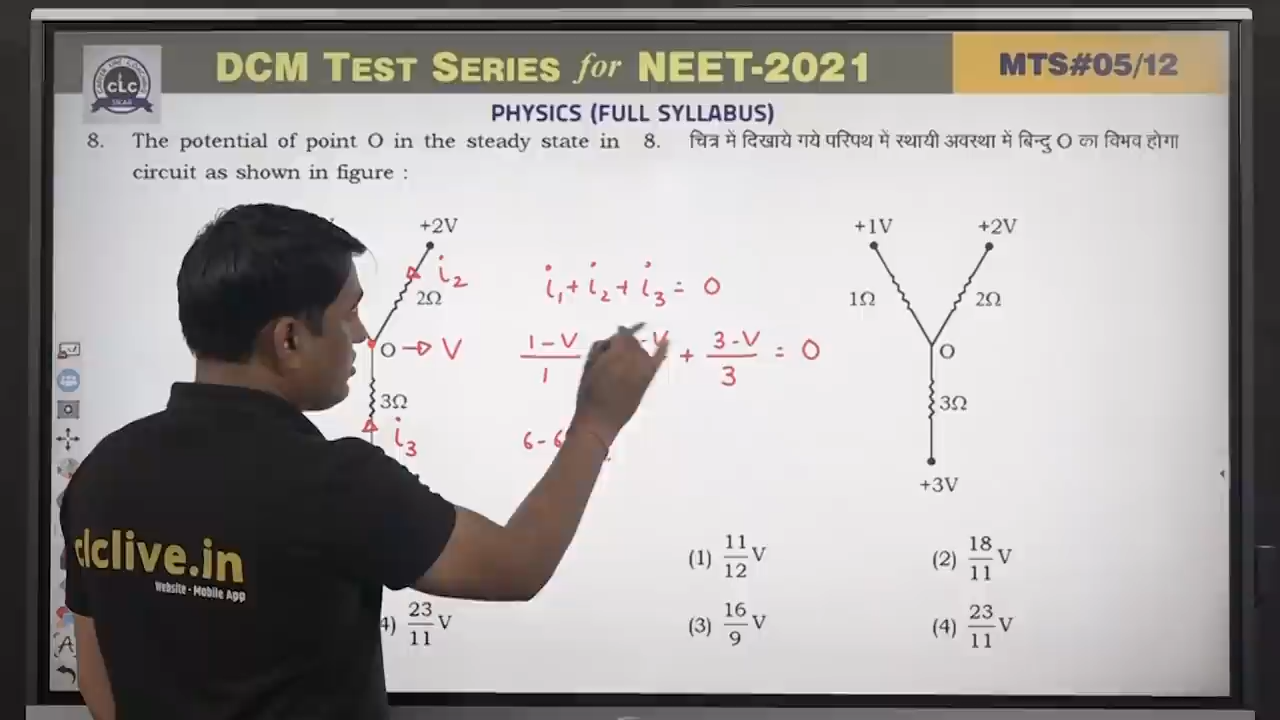 DCM TEST SERIES for NEET-2021
MTS#05/12
CLC
SIKAR
PHYSICS (FULL SYLLABUS)
8. The potential of point O in the steady state in
circuit as shown in figure :
+2V
i2
2Ω
O → V
3Ω
i3
i1 + i2 + i3 = 0
1-V/1 -V + 3-V/3 = 0
6-6
4) 23/11 V
8. चित्र में दिखाये गये परिपथ में स्थायी अवस्था में बिन्दु O का विभव होगा
+1V +2V
1Ω 2Ω
O
3Ω
+3V
(1) 11/12 V (2) 18/11 V
(3) 16/9 V (4) 23/11 V
clclive.in
Website - Mobile App